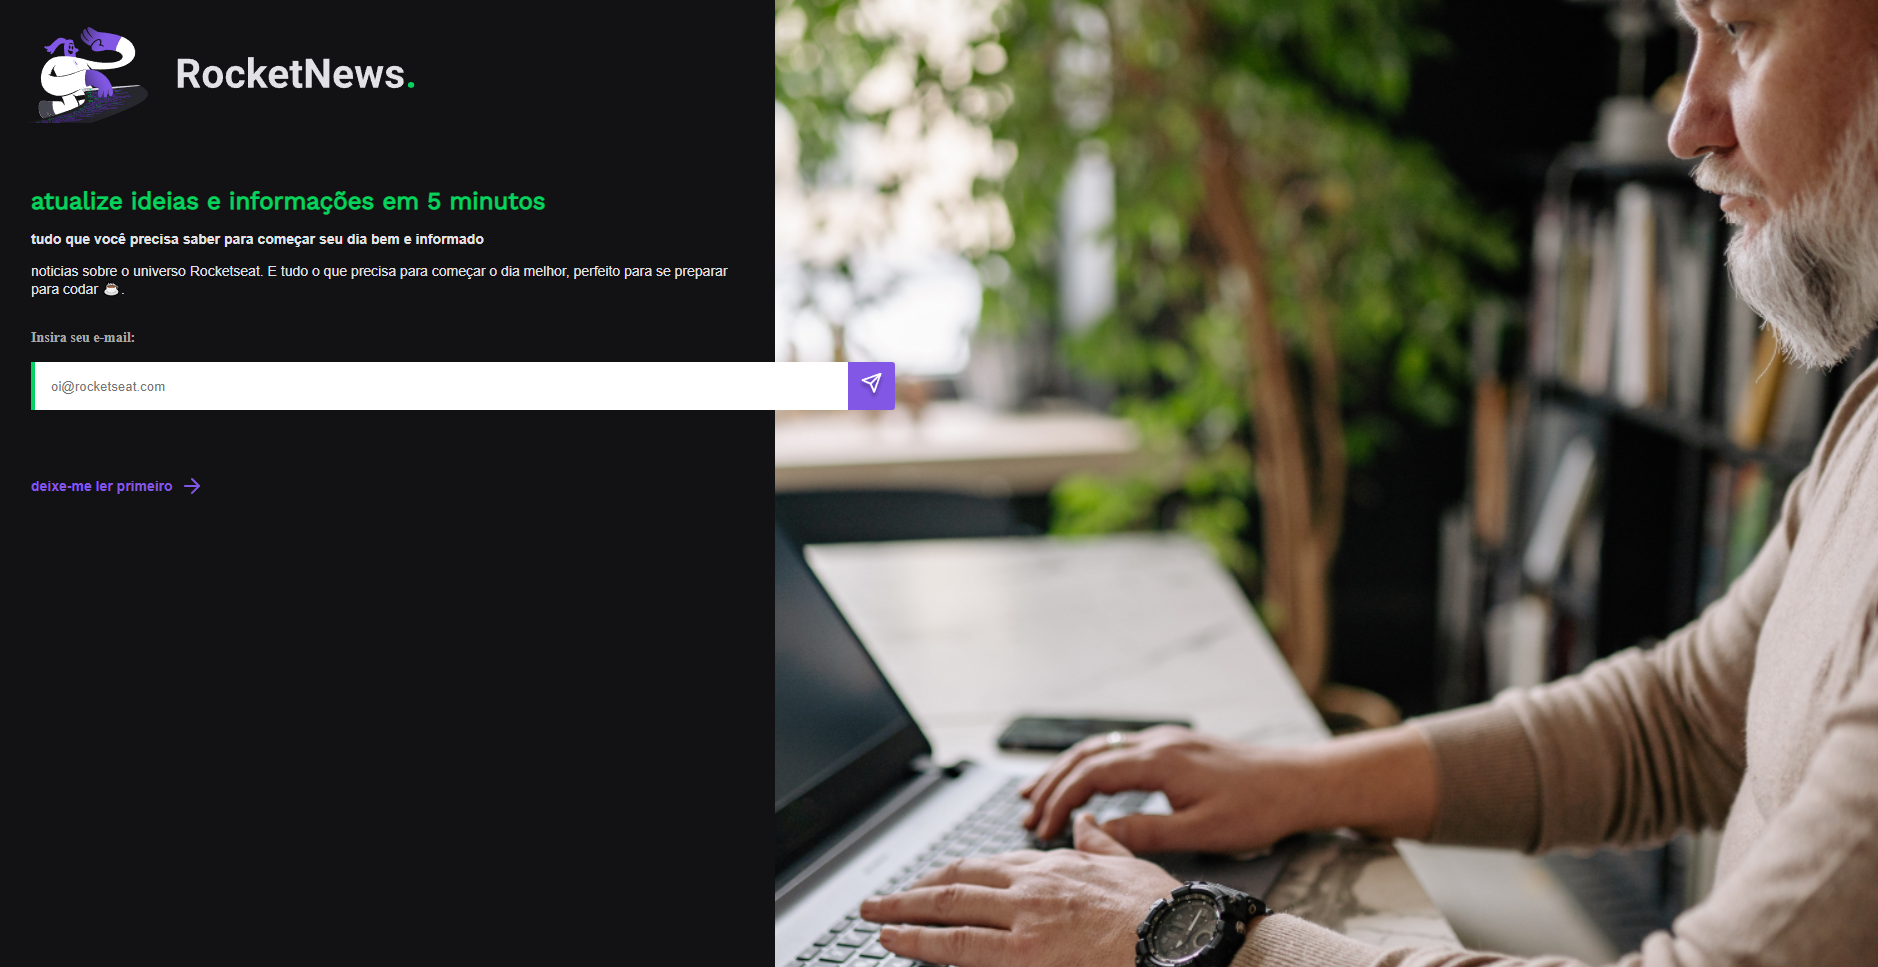 RocketNews.
atualize ideias e informações em 5 minutos
tudo que você precisa saber para começar seu dia bem e informado
noticias sobre o universo Rocketseat. E tudo o que precisa para começar o dia melhor, perfeito para se preparar
para codar ☕.
Insira seu e-mail:
oi@rocketseat.com
deixe-me ler primeiro